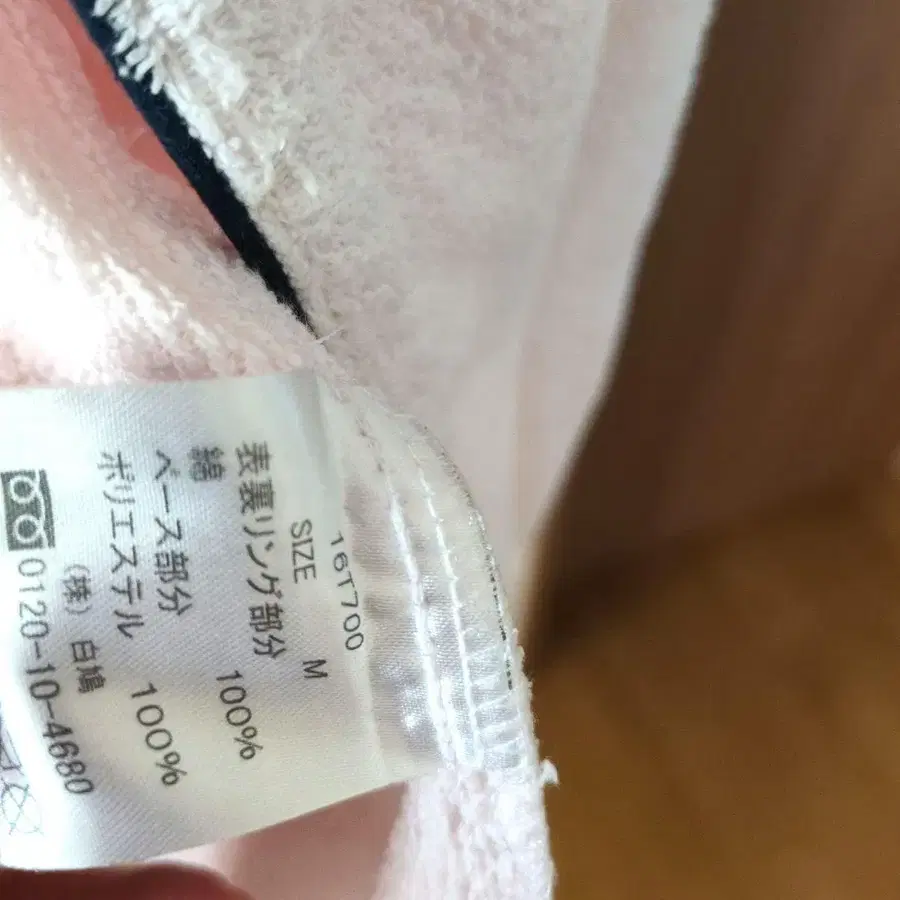 16T700
SIZE M
表裏リング部分
綿 100%
ベース部分
ポリエステル 100%
(株) 白鳩
0120-10-4680